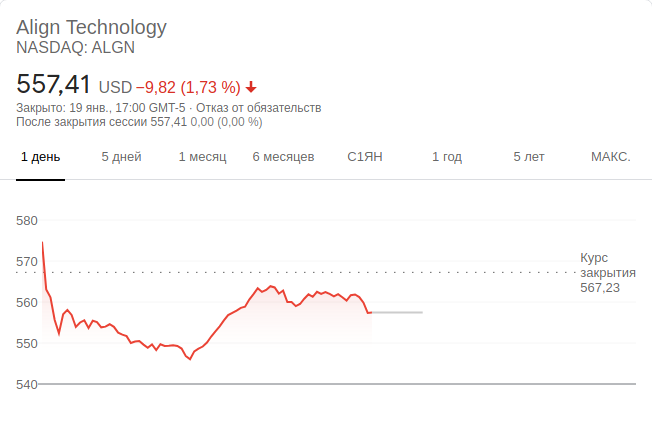 Align Technology
NASDAQ: ALGN
557,41 USD −9,82 (1,73 %)
Закрыто: 19 янв., 17:00 GMT-5 · Отказ от обязательств
После закрытия сессии 557,41 0,00 (0,00 %)
1 день 5 дней 1 месяц 6 месяцев С1ЯН 1 год 5 лет МАКС.
580
570
560
550
540
Курс
закрытия
567,23